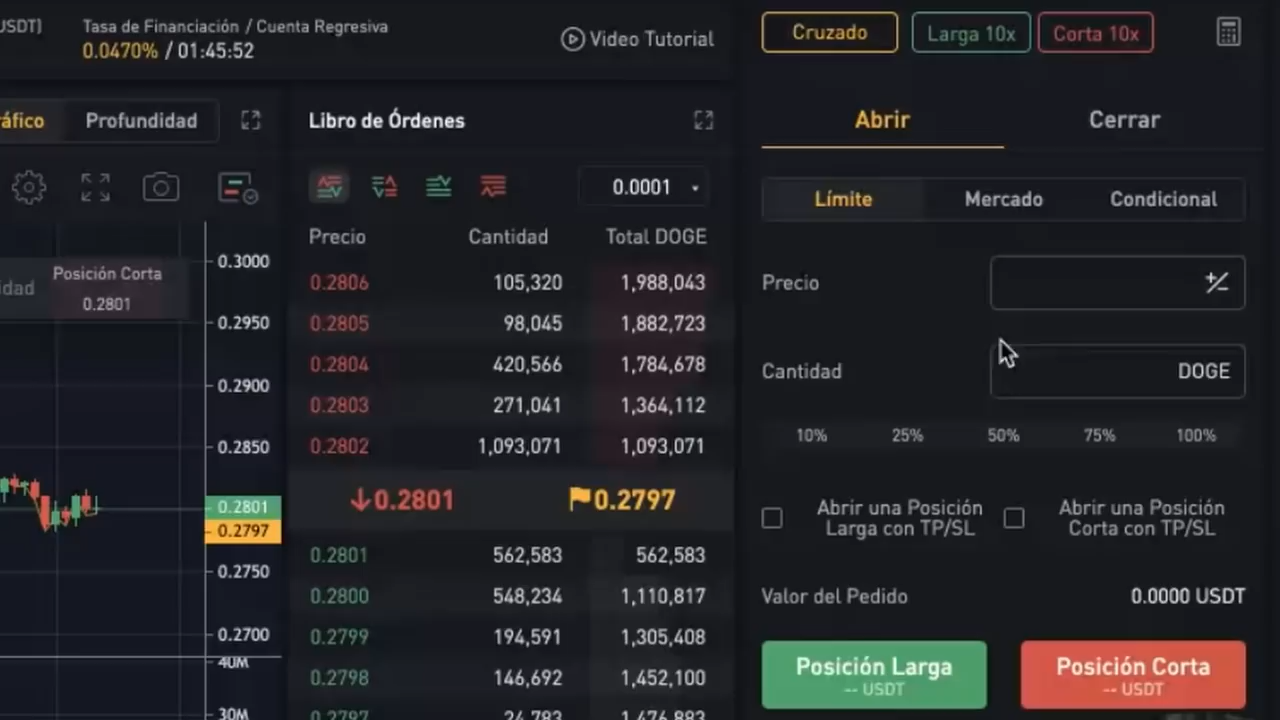 USDT)
Tasa de Financiación / Cuenta Regresiva
0.0470% / 01:45:52
Video Tutorial
Cruzado
Larga 10x
Corta 10x
áfico
Profundidad
Libro de Órdenes
Abrir
Cerrar
0.0001
Límite
Mercado
Condicional
Precio
Cantidad
Total DOGE
idad
Posición Corta
0.2801
0.3000
0.2950
0.2900
0.2850
0.2801
0.2797
0.2750
0.2700
40M
30M
0.2806 105,320 1,988,043
0.2805 98,045 1,882,723
0.2804 420,566 1,784,678
0.2803 271,041 1,364,112
0.2802 1,093,071 1,093,071
0.2801 0.2797
0.2801 562,583 562,583
0.2800 548,234 1,110,817
0.2799 194,591 1,305,408
0.2798 146,692 1,452,100
0.2797 24,783 1,476,883
Precio
Cantidad
DOGE
10% 25% 50% 75% 100%
Abrir una Posición
Larga con TP/SL
Abrir una Posición
Corta con TP/SL
Valor del Pedido
0.0000 USDT
Posición Larga
-- USDT
Posición Corta
-- USDT